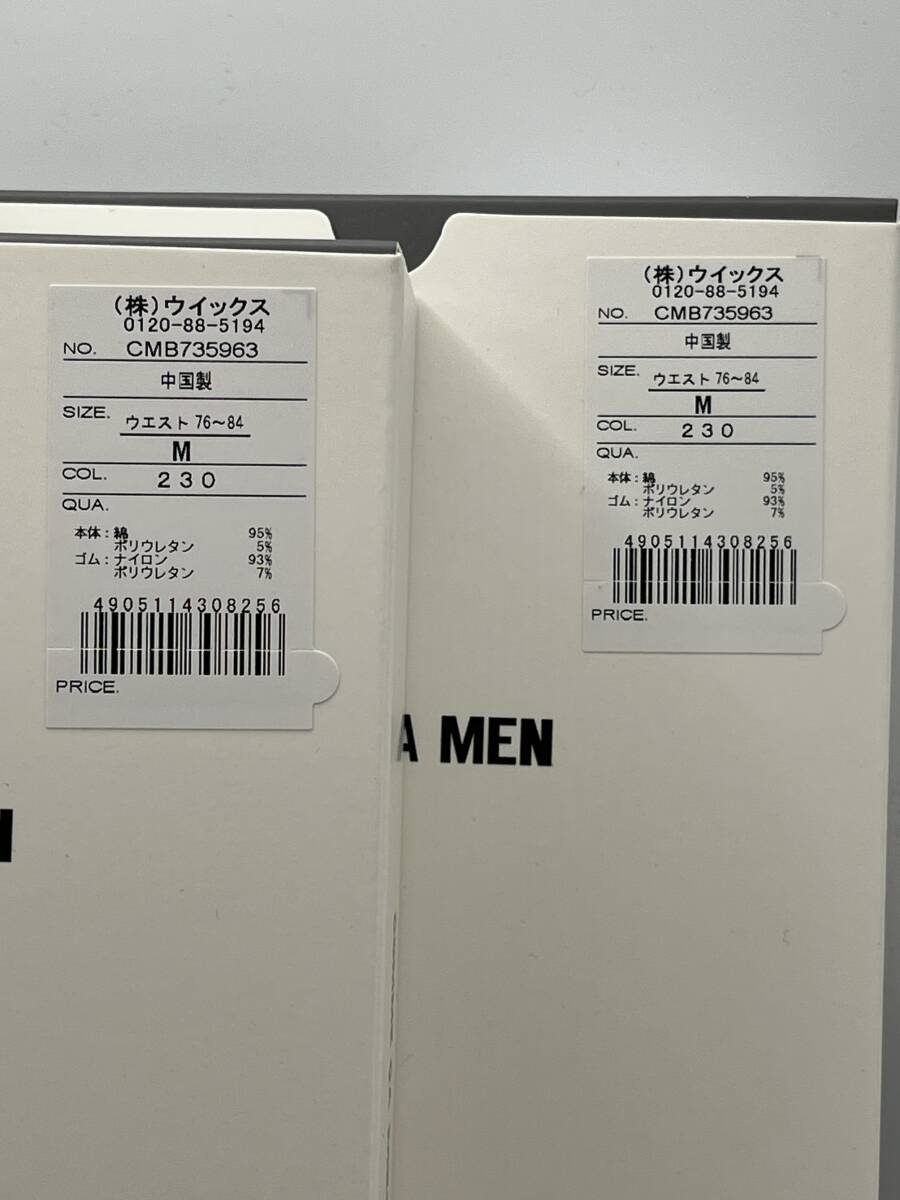 (株)ウイックス
0120-88-5194
NO. CMB735963
中国製
SIZE. ウエスト 76～84
M
COL. 230
QUA.
本体:綿 95%
ポリウレタン 5%
ゴム:ナイロン 93%
ポリウレタン 7%
4905114308256
PRICE.
(株)ウイックス
0120-88-5194
NO. CMB735963
中国製
SIZE. ウエスト 76～84
M
COL. 230
QUA.
本体:綿 95%
ポリウレタン 5%
ゴム:ナイロン 93%
ポリウレタン 7%
4905114308256
PRICE.
A MEN